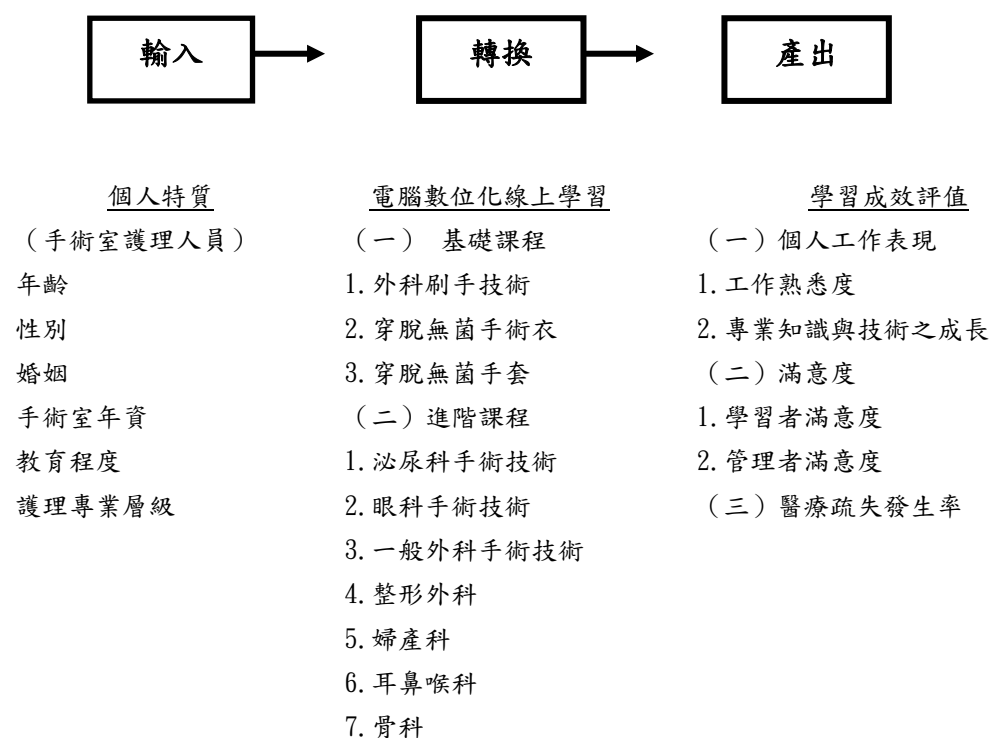 輸入
轉換
產出
個人特質
（手術室護理人員）
年齡
性別
婚姻
手術室年資
教育程度
護理專業層級
電腦數位化線上學習
（一） 基礎課程
1.外科刷手技術
2.穿脫無菌手術衣
3.穿脫無菌手套
（二）進階課程
1.泌尿科手術技術
2.眼科手術技術
3.一般外科手術技術
4.整形外科
5.婦產科
6.耳鼻喉科
7.骨科
學習成效評值
（一）個人工作表現
1.工作熟悉度
2.專業知識與技術之成長
（二）滿意度
1.學習者滿意度
2.管理者滿意度
（三）醫療疏失發生率